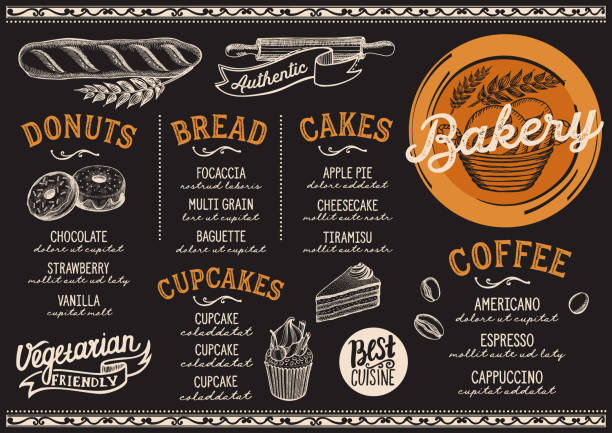 Authentic
Bakery
DONUTS
CHOCOLATE
dolore ut cupitat
STRAWBERRY
mollit aute ud laty
VANILLA
cupitat molt
BREAD
FOCACCIA
nostrud laboris
MULTI GRAIN
lore ut cupitat
BAGUETTE
dolore ut cupitat
CAKES
APPLE PIE
dolore addatat
CHEESECAKE
mollit aute nostr
TIRAMISU
mollit aute nostr
CUPCAKES
CUPCAKE
coladdatat
CUPCAKE
coladdatat
CUPCAKE
coladdatat
COFFEE
AMERICANO
dolore ut cupitat
ESPRESSO
mollit aute ud laty
CAPPUCCINO
cupitat addatat
Vegetarian
FRIENDLY
Best
CUISINE